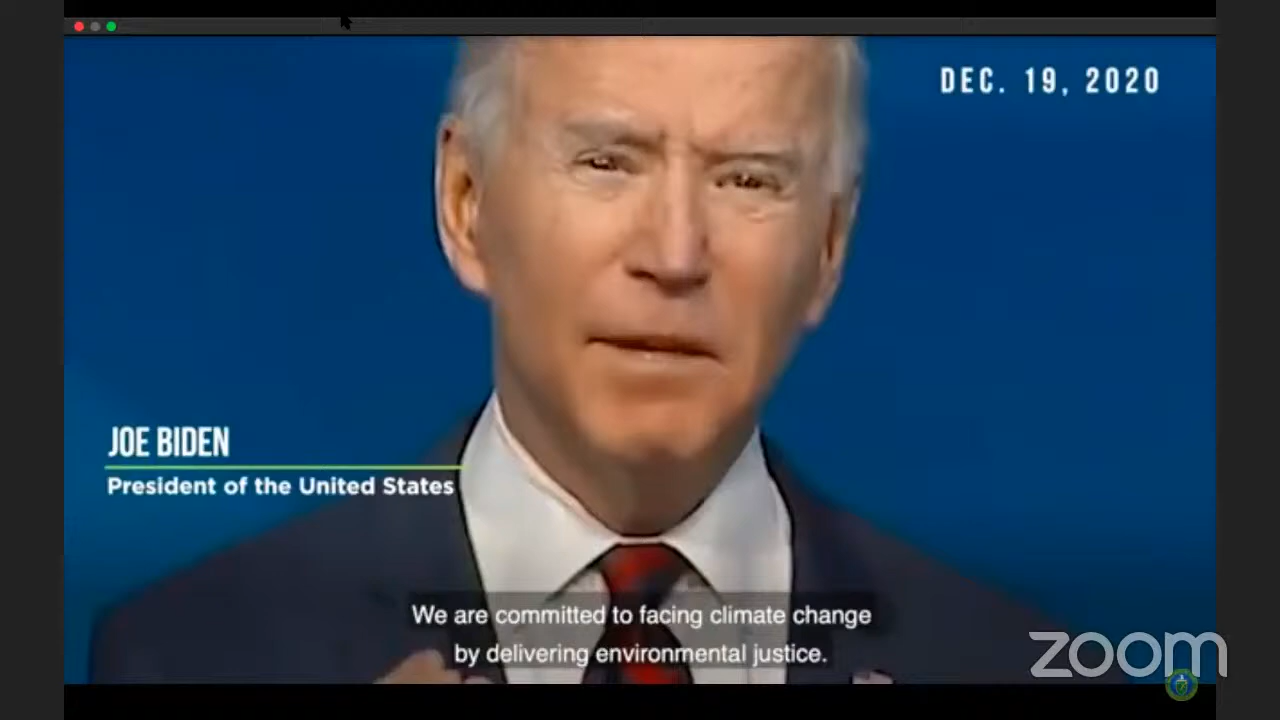 DEC. 19, 2020
JOE BIDEN
President of the United States
We are committed to facing climate change
by delivering environmental justice.
zoom